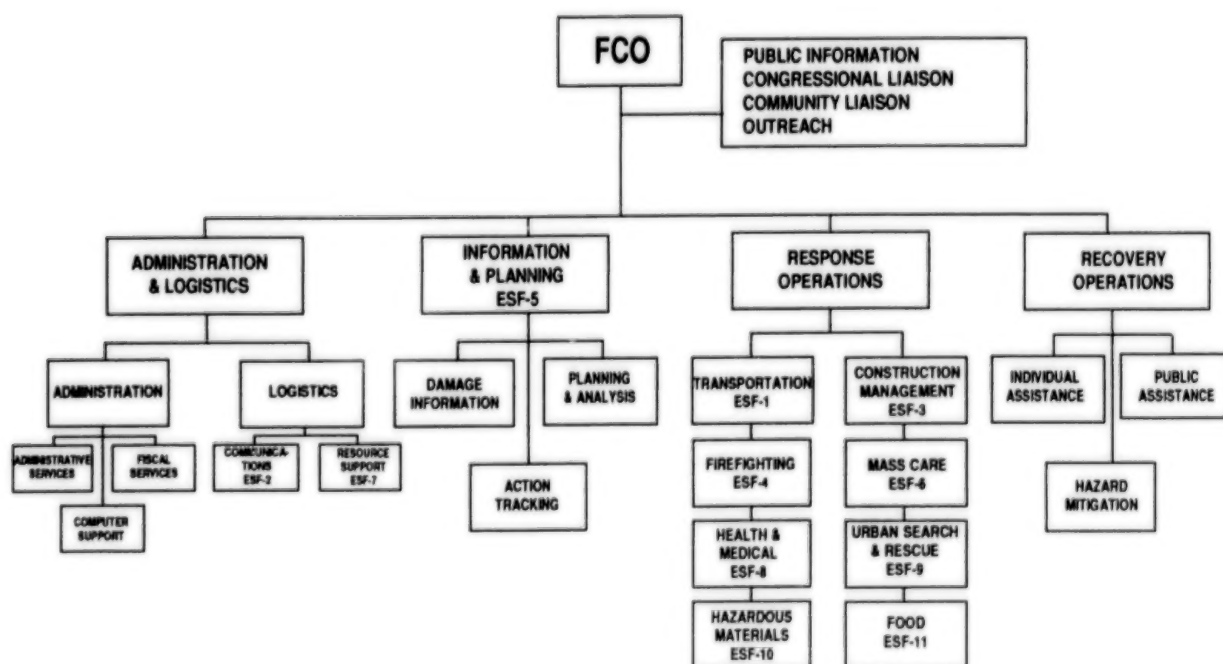 FCO
PUBLIC INFORMATION
CONGRESSIONAL LIAISON
COMMUNITY LIAISON
OUTREACH
ADMINISTRATION
& LOGISTICS
INFORMATION
& PLANNING
ESF-5
RESPONSE
OPERATIONS
RECOVERY
OPERATIONS
ADMINISTRATION
LOGISTICS
DAMAGE
INFORMATION
PLANNING
& ANALYSIS
TRANSPORTATION
ESF-1
CONSTRUCTION
MANAGEMENT
ESF-3
INDIVIDUAL
ASSISTANCE
PUBLIC
ASSISTANCE
ADMINISTRATIVE
SERVICES
FISCAL
SERVICES
COMMUNICA-
TIONS
ESF-2
RESOURCE
SUPPORT
ESF-7
COMPUTER
SUPPORT
ACTION
TRACKING
FIREFIGHTING
ESF-4
MASS CARE
ESF-6
HAZARD
MITIGATION
HEALTH &
MEDICAL
ESF-8
URBAN SEARCH
& RESCUE
ESF-9
HAZARDOUS
MATERIALS
ESF-10
FOOD
ESF-11